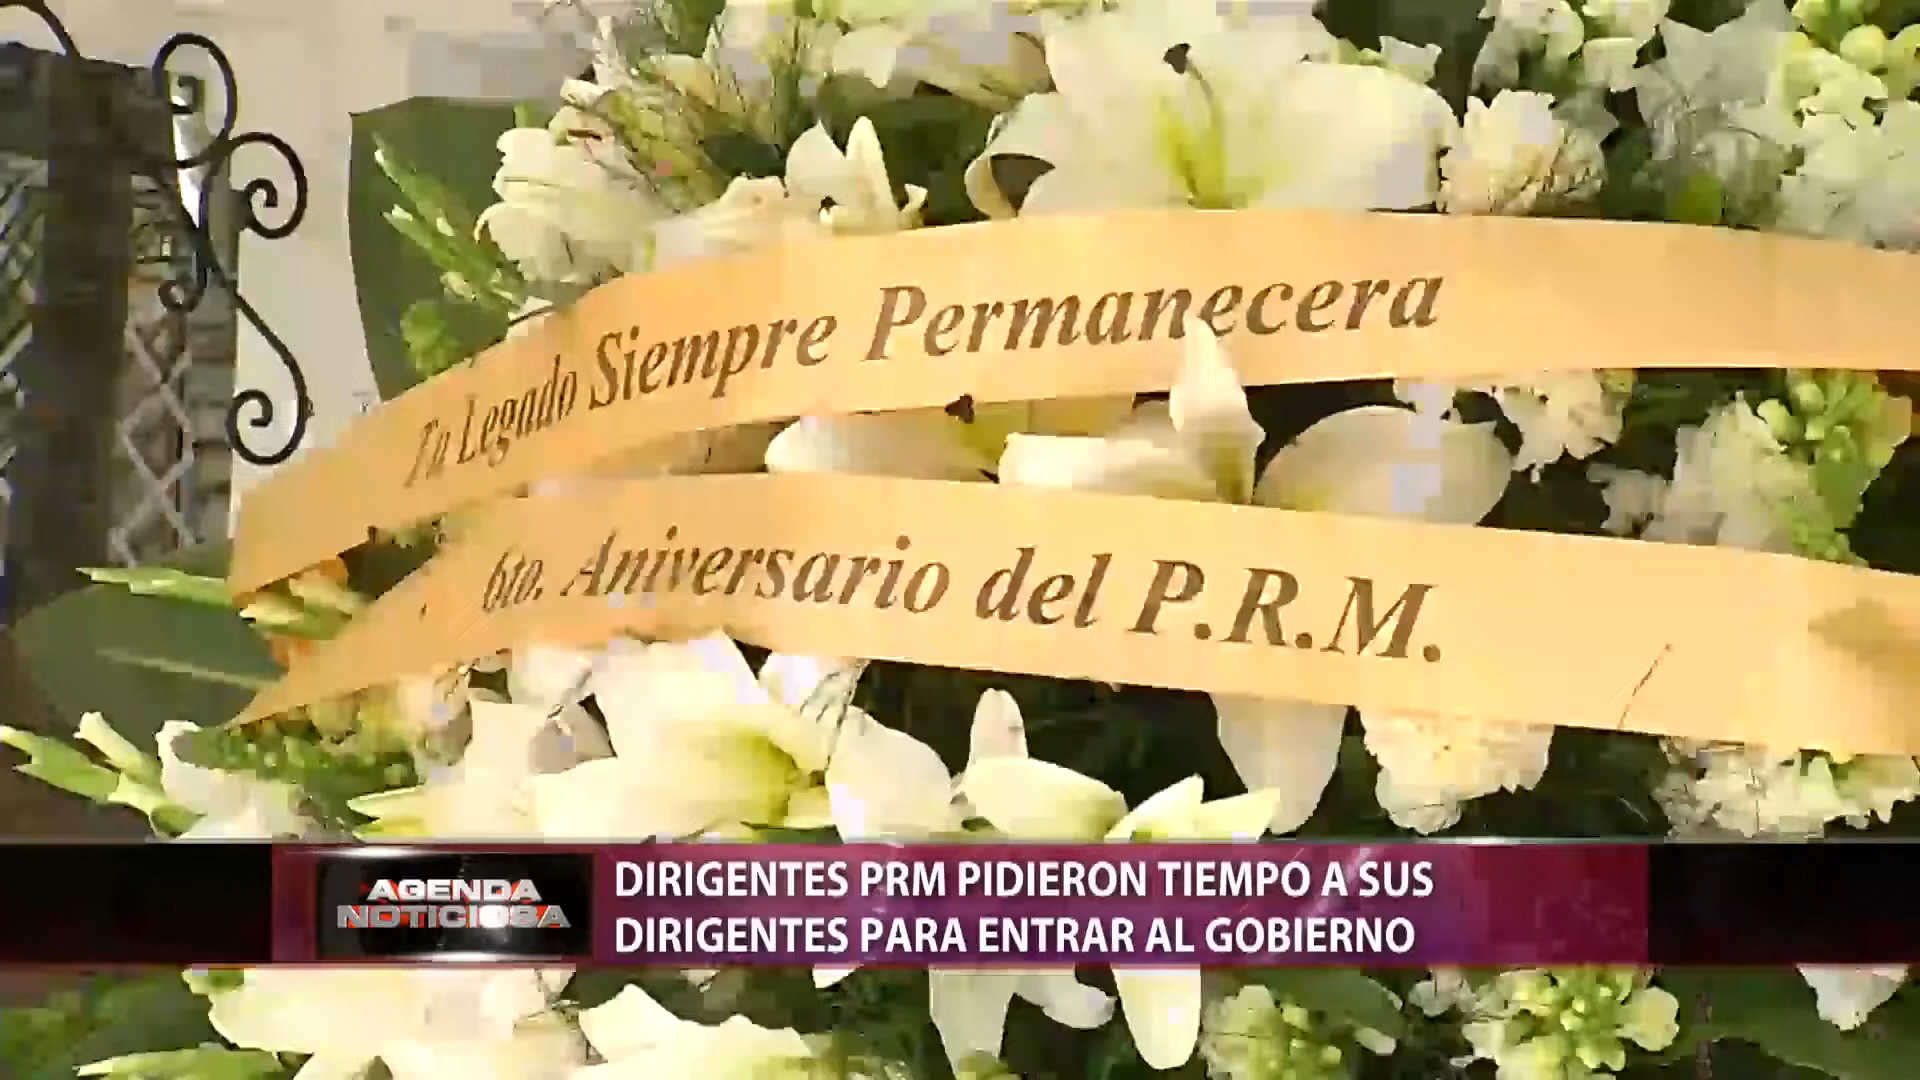 Tu Legado Siempre Permanecera
6to. Aniversario del P.R.M.
AGENDA
NOTICIOSA
DIRIGENTES PRM PIDIERON TIEMPO A SUS
DIRIGENTES PARA ENTRAR AL GOBIERNO